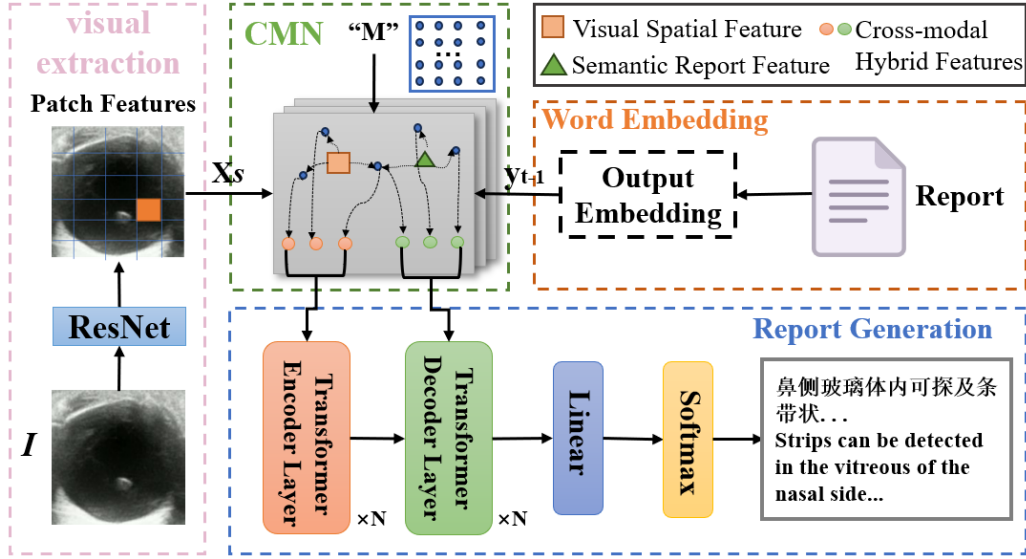 visual
extraction
Patch Features
ResNet
I
CMN
“M”
...
Xs
yt-1
Visual Spatial Feature
Semantic Report Feature
Cross-modal
Hybrid Features
Word Embedding
Output
Embedding
Report
Report Generation
Transformer
Encoder Layer
×N
Transformer
Decoder Layer
×N
Linear
Softmax
鼻侧玻璃体内可探及条
带状...
Strips can be detected
in the vitreous of the
nasal side...